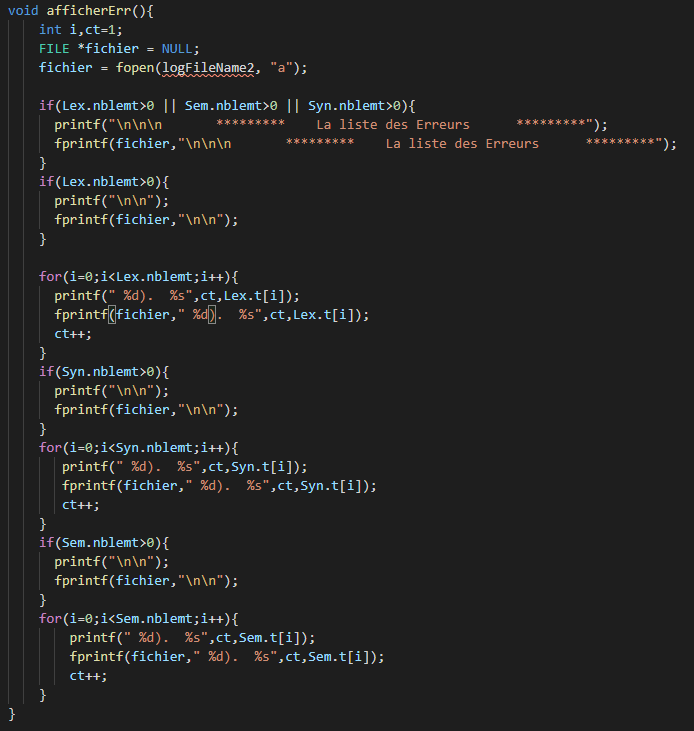 void afficherErr(){
    int i,ct=1;
    FILE *fichier = NULL;
    fichier = fopen(logFileName2, "a");

    if(Lex.nblemt>0 || Sem.nblemt>0 || Syn.nblemt>0){
      printf("\n\n\n       *********    La liste des Erreurs      *********");
      fprintf(fichier,"\n\n\n       *********    La liste des Erreurs      *********");
    }
    if(Lex.nblemt>0){
      printf("\n\n");
      fprintf(fichier,"\n\n");
    }

    for(i=0;i<Lex.nblemt;i++){
      printf(" %d).  %s",ct,Lex.t[i]);
      fprintf(fichier," %d).  %s",ct,Lex.t[i]);
      ct++;
    }
    if(Syn.nblemt>0){
      printf("\n\n");
      fprintf(fichier,"\n\n");
    }
    for(i=0;i<Syn.nblemt;i++){
       printf(" %d).  %s",ct,Syn.t[i]);
       fprintf(fichier," %d).  %s",ct,Syn.t[i]);
       ct++;
    }
    if(Sem.nblemt>0){
      printf("\n\n");
      fprintf(fichier,"\n\n");
    }
    for(i=0;i<Sem.nblemt;i++){
        printf(" %d).  %s",ct,Sem.t[i]);
        fprintf(fichier," %d).  %s",ct,Sem.t[i]);
        ct++;
    }
}